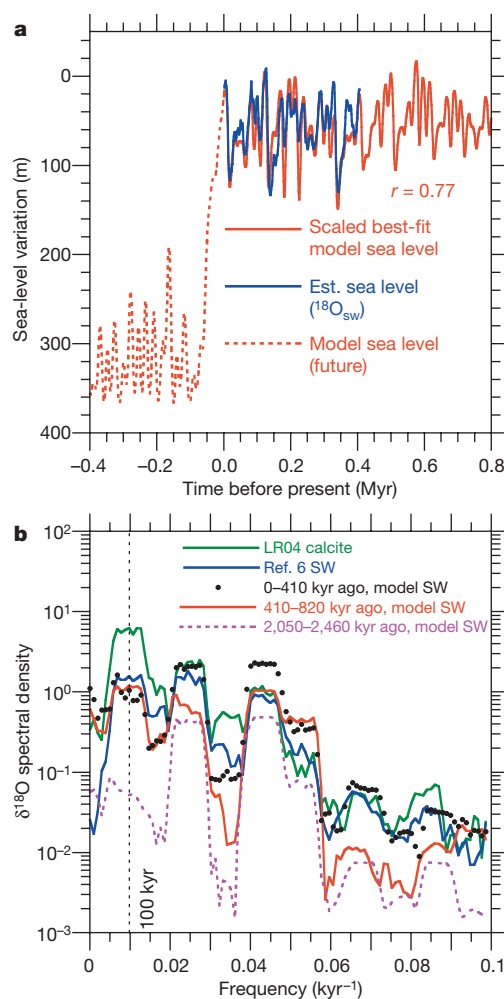 a
0
100
200
300
400
Sea-level variation (m)
r = 0.77
Scaled best-fit
model sea level
Est. sea level
(18Osw)
Model sea level
(future)
−0.4
−0.2
0.0
0.2
0.4
0.6
0.8
Time before present (Myr)
b
10²
10¹
10⁰
10⁻¹
10⁻²
10⁻³
δ¹⁸O spectral density
LR04 calcite
Ref. 6 SW
0–410 kyr ago, model SW
410–820 kyr ago, model SW
2,050–2,460 kyr ago, model SW
100 kyr
0
0.02
0.04
0.06
0.08
0.1
Frequency (kyr⁻¹)